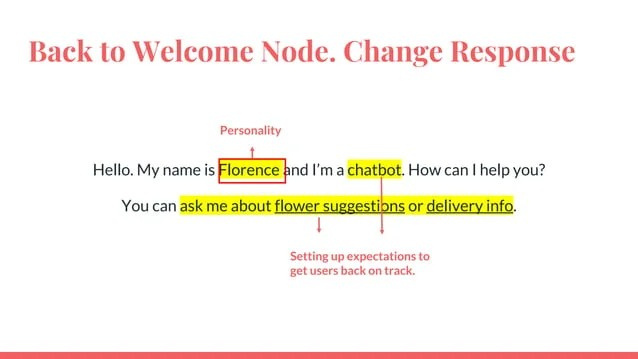 Back to Welcome Node. Change Response
Personality
Hello. My name is Florence and I’m a chatbot. How can I help you?
You can ask me about flower suggestions or delivery info.
Setting up expectations to
get users back on track.